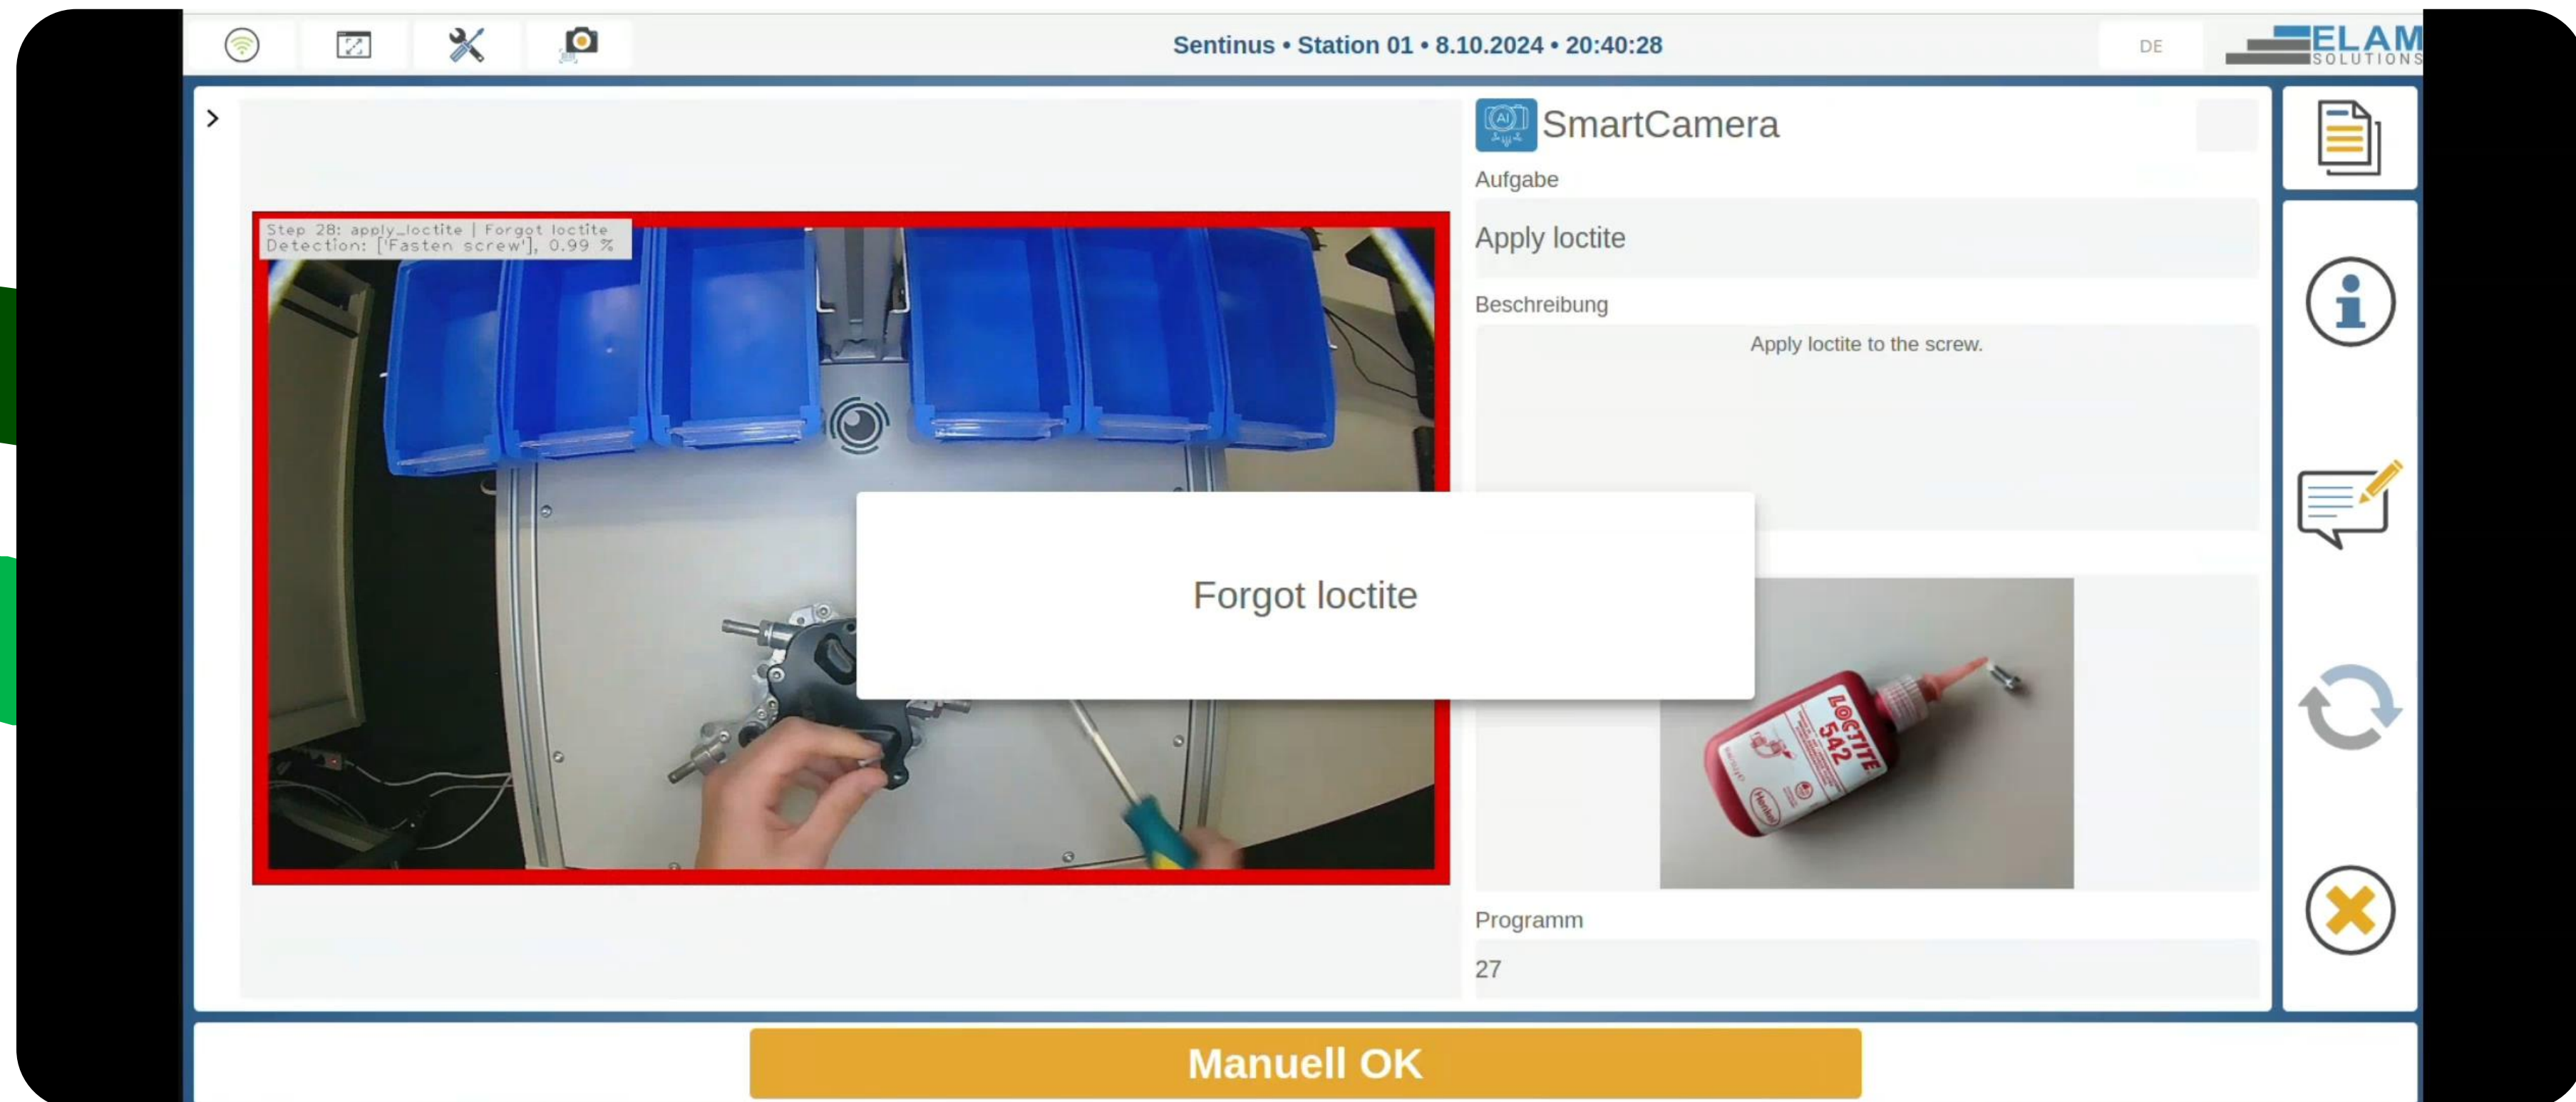 Sentinus • Station 01 • 8.10.2024 • 20:40:28
DE
ELAM
SOLUTIONS
Step 28: apply_loctite | Forgot loctite
Detection: ['Fasten screw'], 0.99 %
AI
SmartCamera
Aufgabe
Apply loctite
Beschreibung
Apply loctite to the screw.
Forgot loctite
LOCTITE
542
Henkel
Programm
27
Manuell OK